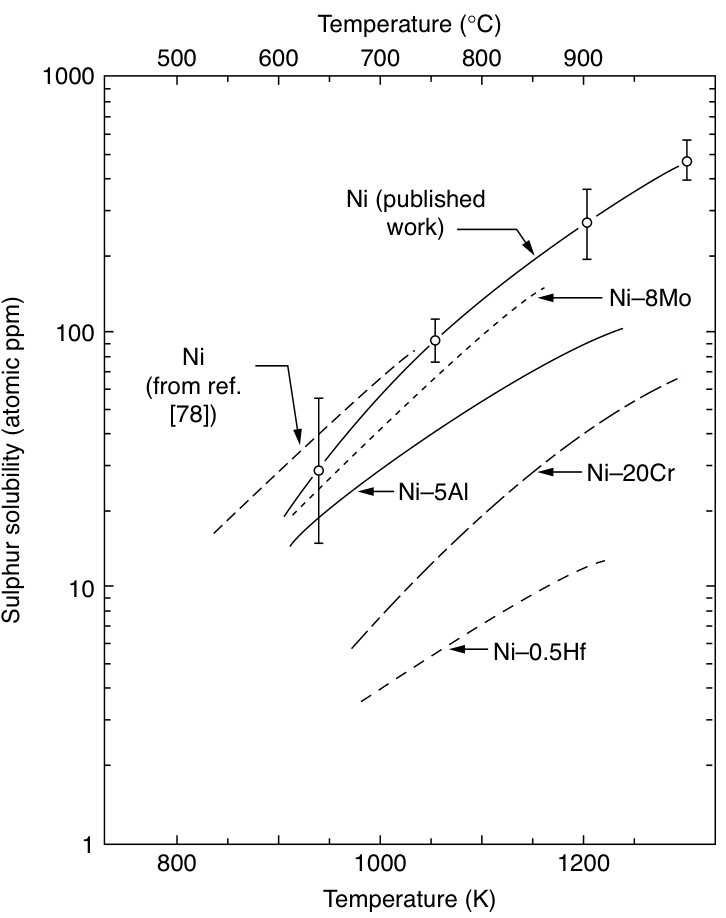 Temperature (°C)
500 600 700 800 900
1000
Ni (published
work)
Ni–8Mo
100
Ni
(from ref.
[78])
Ni–20Cr
Ni–5Al
10
Ni–0.5Hf
1
800 1000 1200
Temperature (K)
Sulphur solubility (atomic ppm)